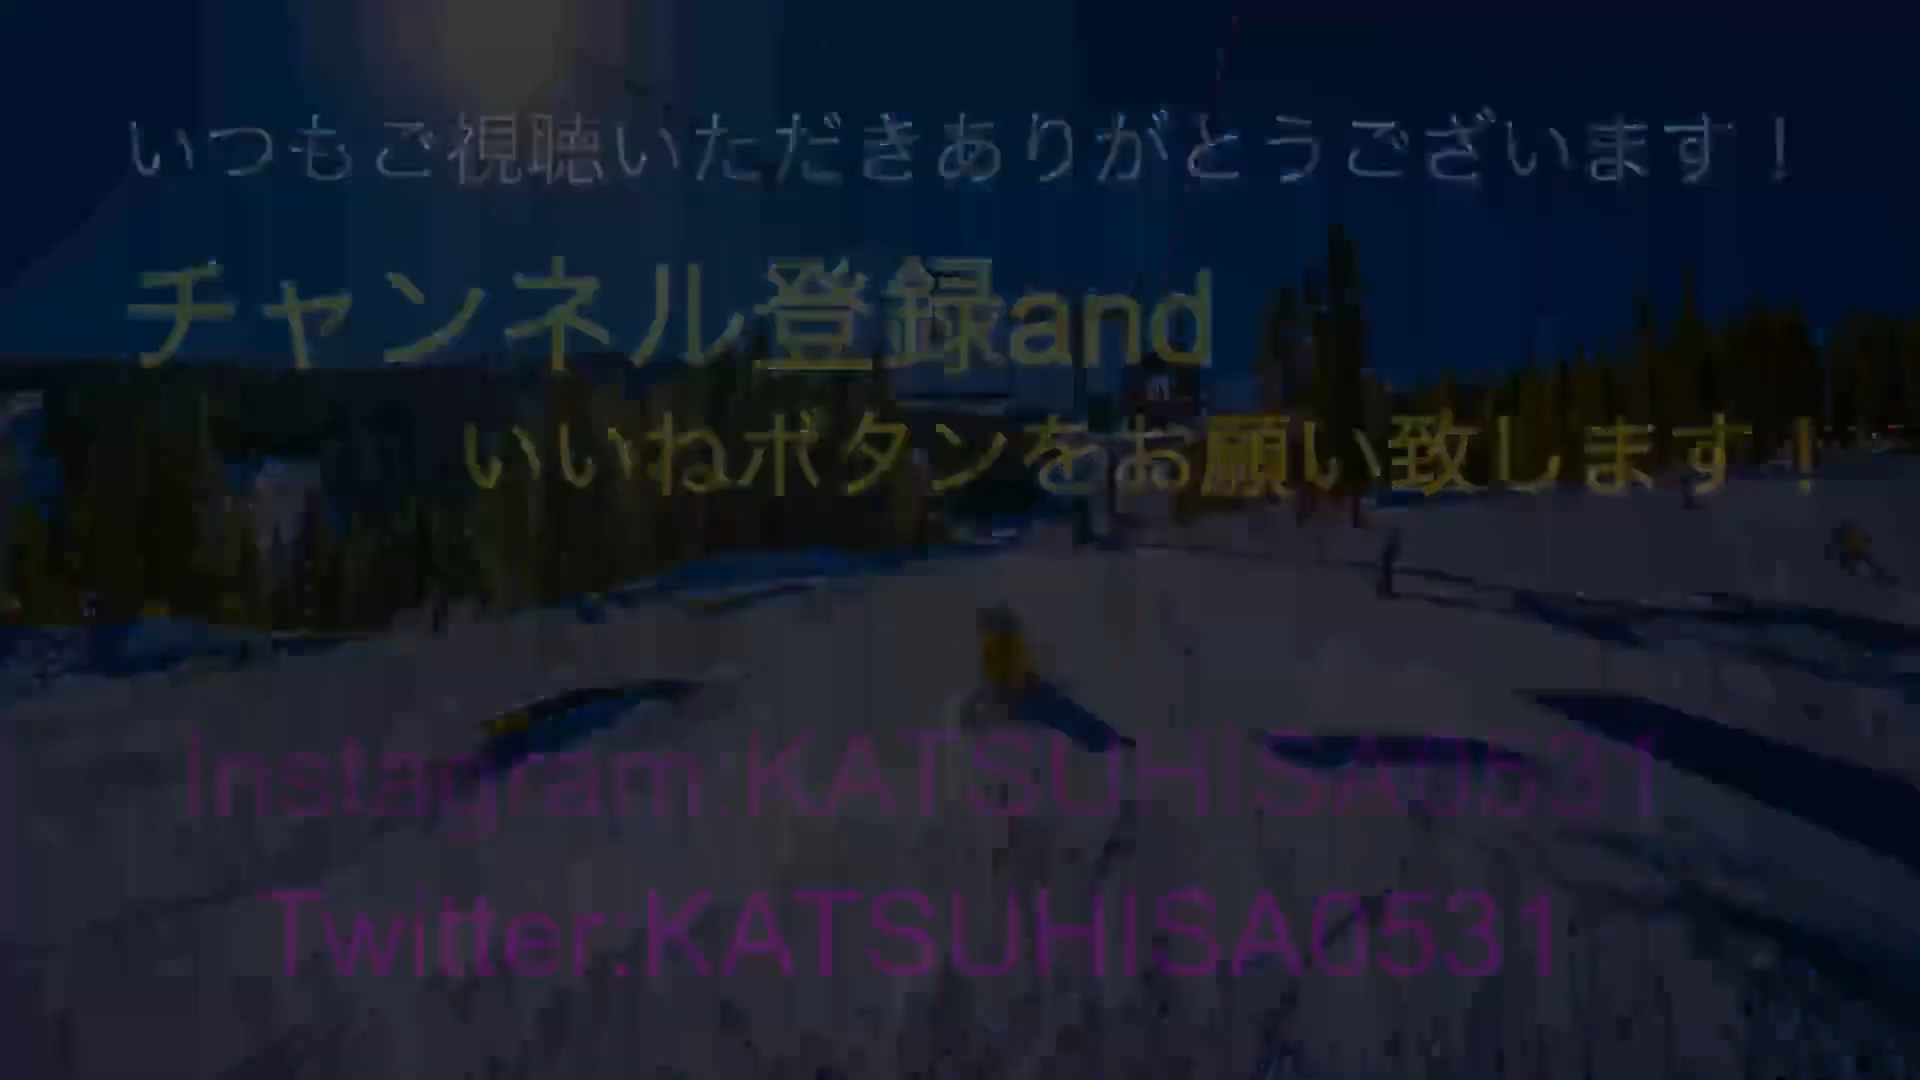 いつもご視聴いただきありがとうございます！
チャンネル登録and
いいねボタンをお願い致します！
Instagram:KATSUHISA0531
Twitter:KATSUHISA0531